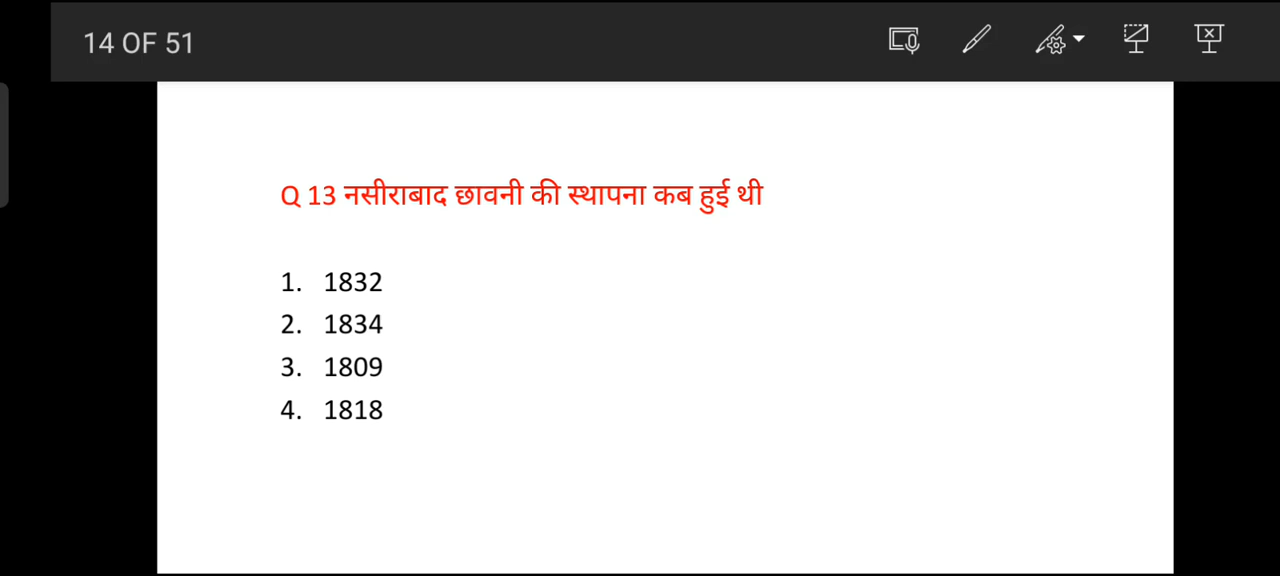 14 OF 51
Q 13 नसीराबाद छावनी की स्थापना कब हुई थी
1. 1832
2. 1834
3. 1809
4. 1818